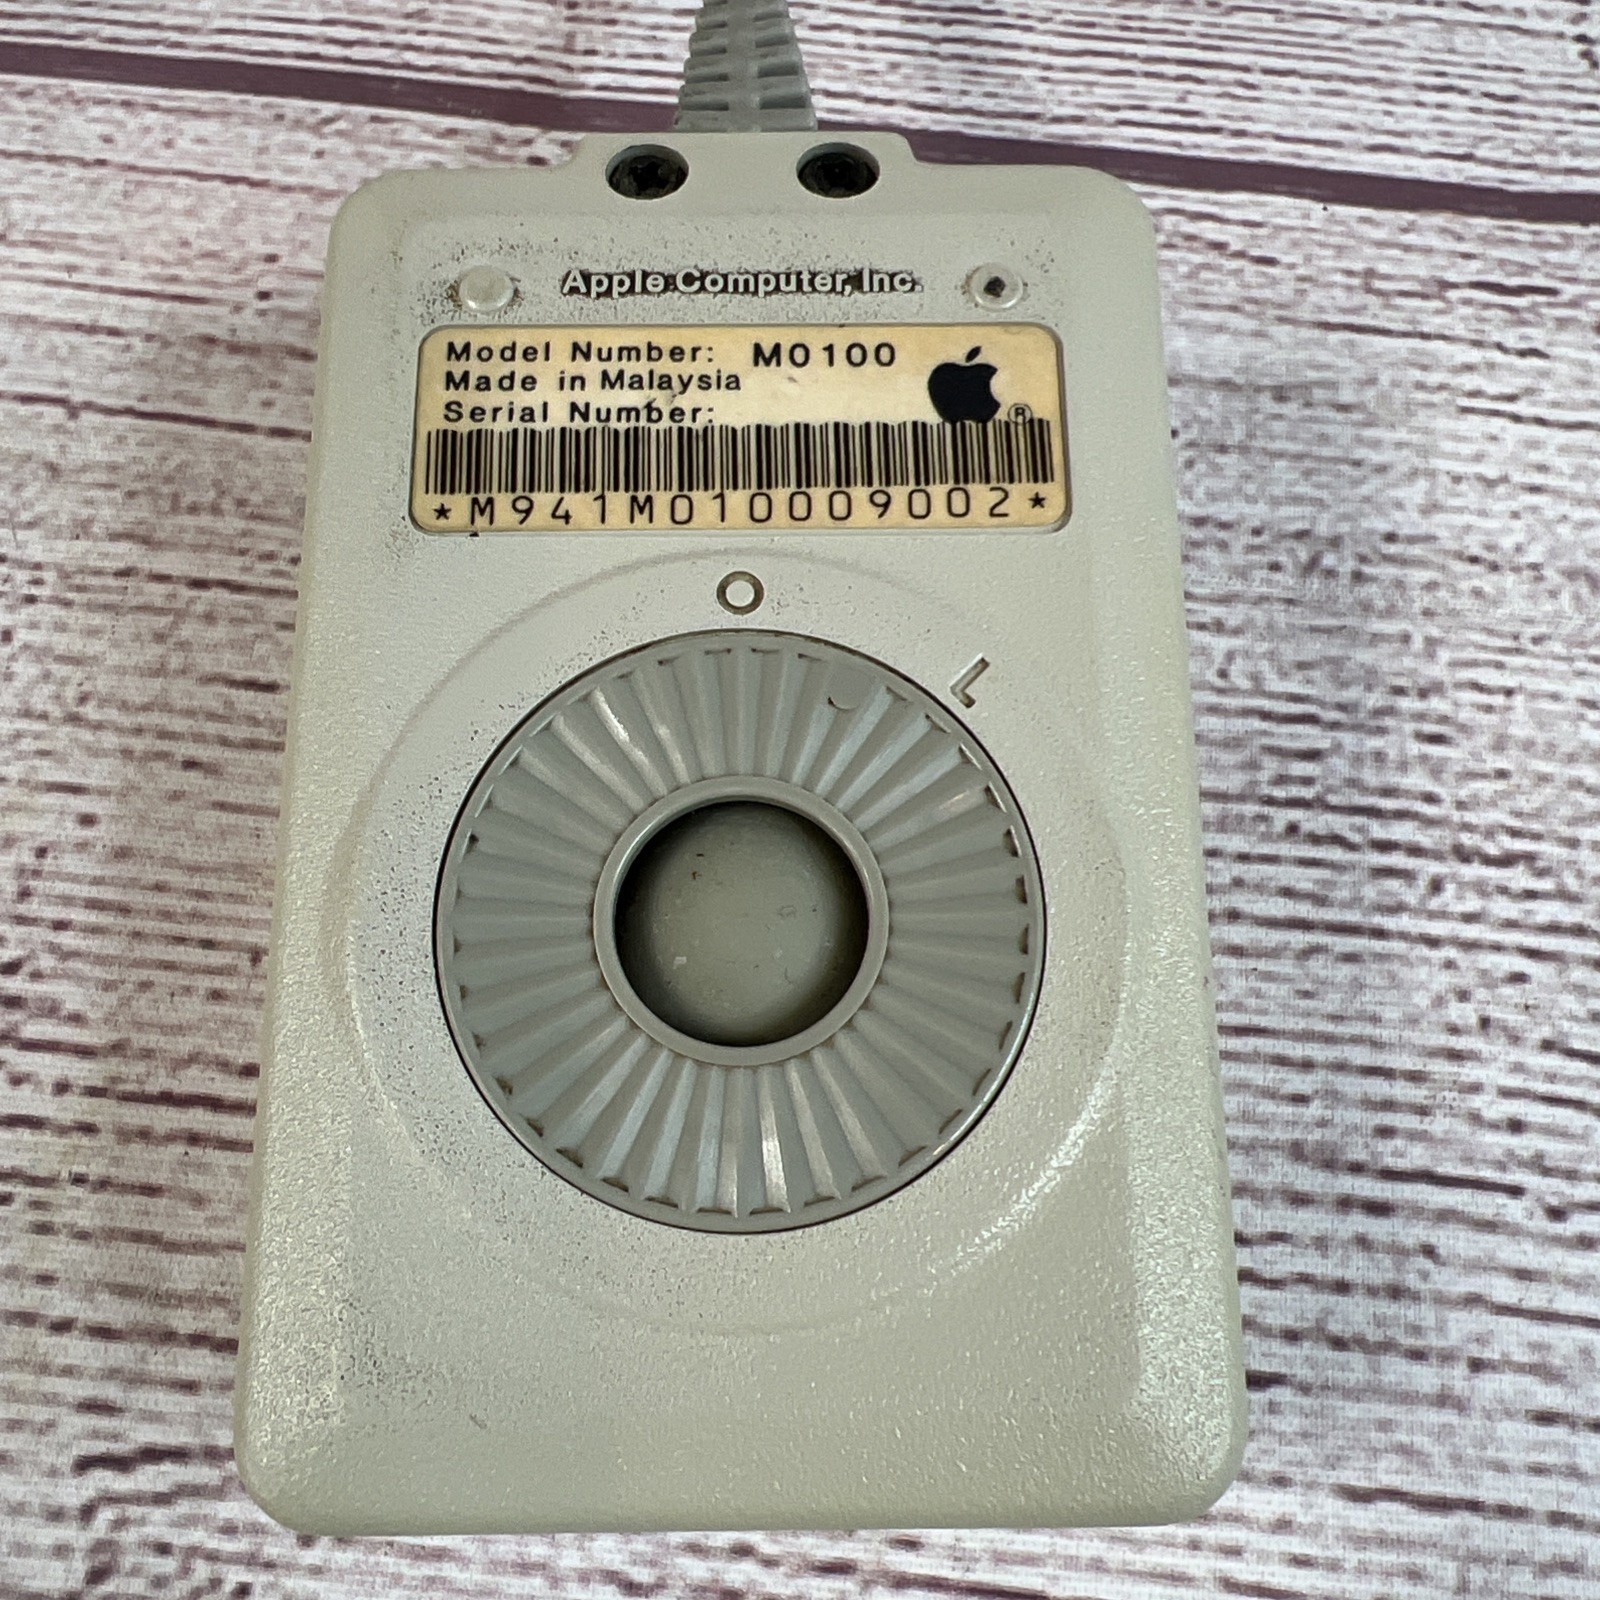 Apple Computer, Inc.
Model Number: M0100
Made in Malaysia
Serial Number:
®
*M941M010009002*
O
L